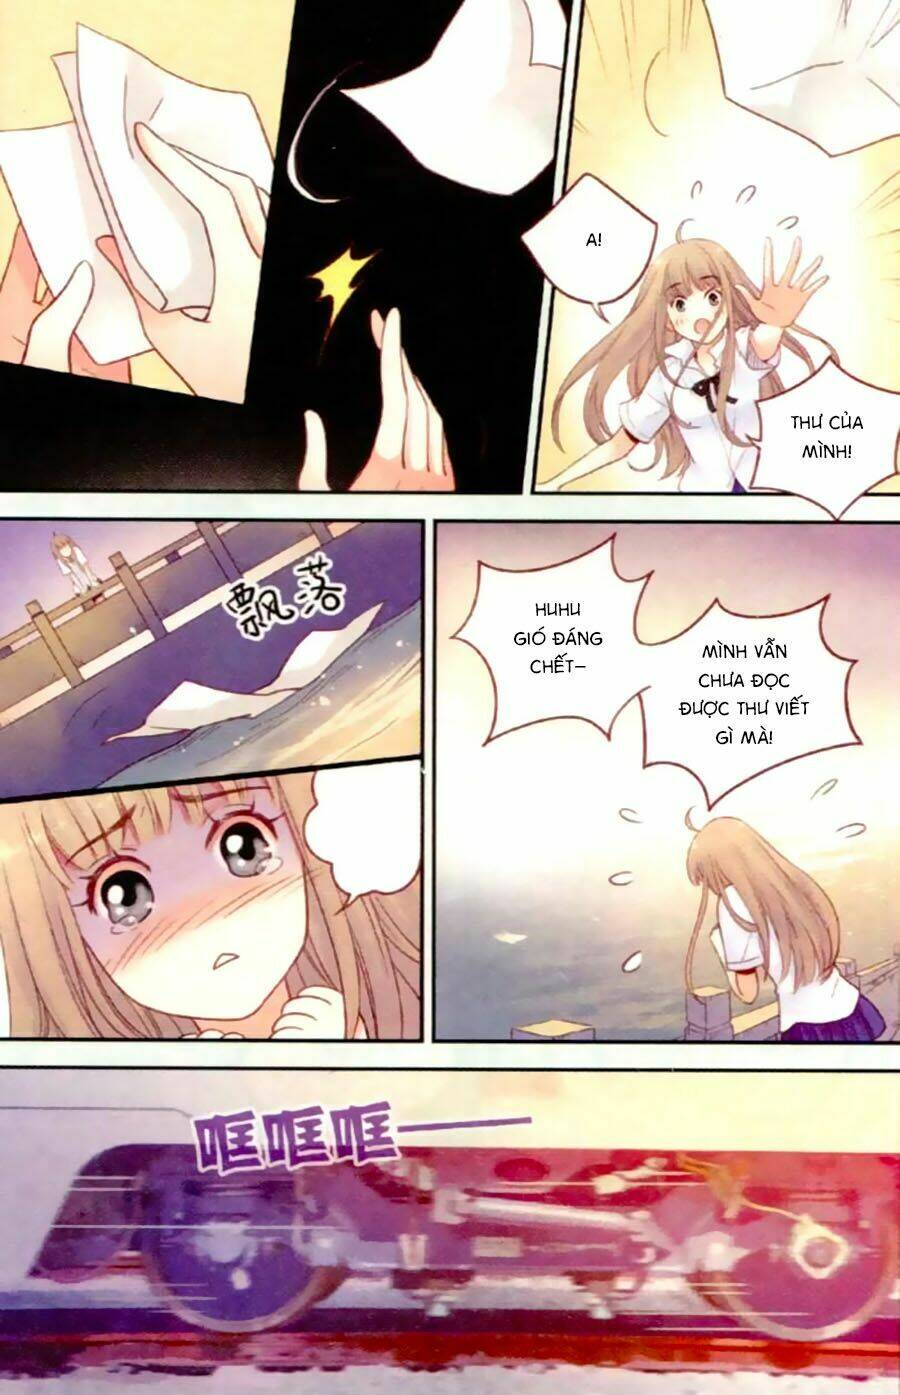 A!
THƯ CỦA
MÌNH!
飘落
HUHU
GIÓ ĐÁNG
CHẾT–
MÌNH VẪN
CHƯA ĐỌC
ĐƯỢC THƯ VIẾT
GÌ MÀ!
哐哐哐——